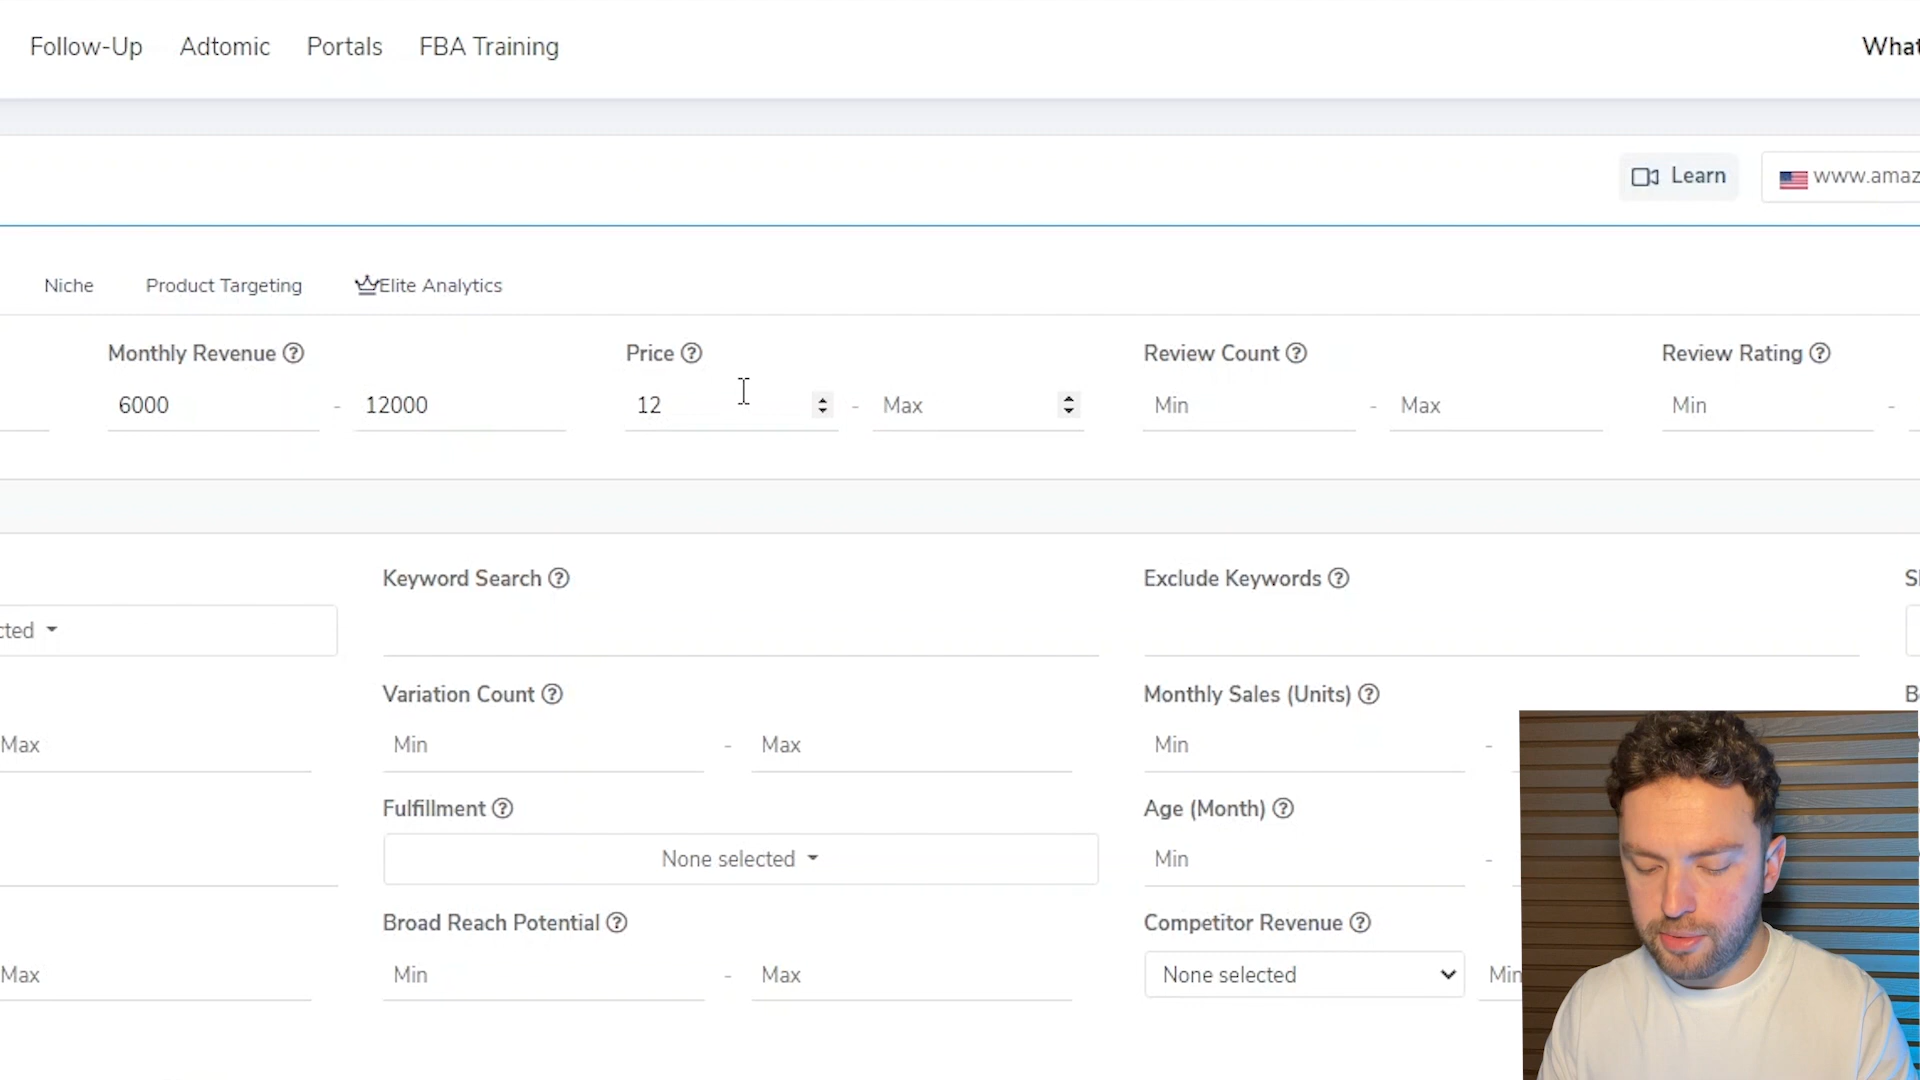 Follow-Up Adtomic Portals FBA Training What
Learn www.amaz
Niche Product Targeting Elite Analytics
Monthly Revenue Price Review Count Review Rating
6000 - 12000 12 - Max Min - Max Min -
Keyword Search Exclude Keywords
cted
Variation Count Monthly Sales (Units)
Max Min - Max Min -
Fulfillment Age (Month)
None selected Min -
Broad Reach Potential Competitor Revenue
Max Min - Max None selected Min